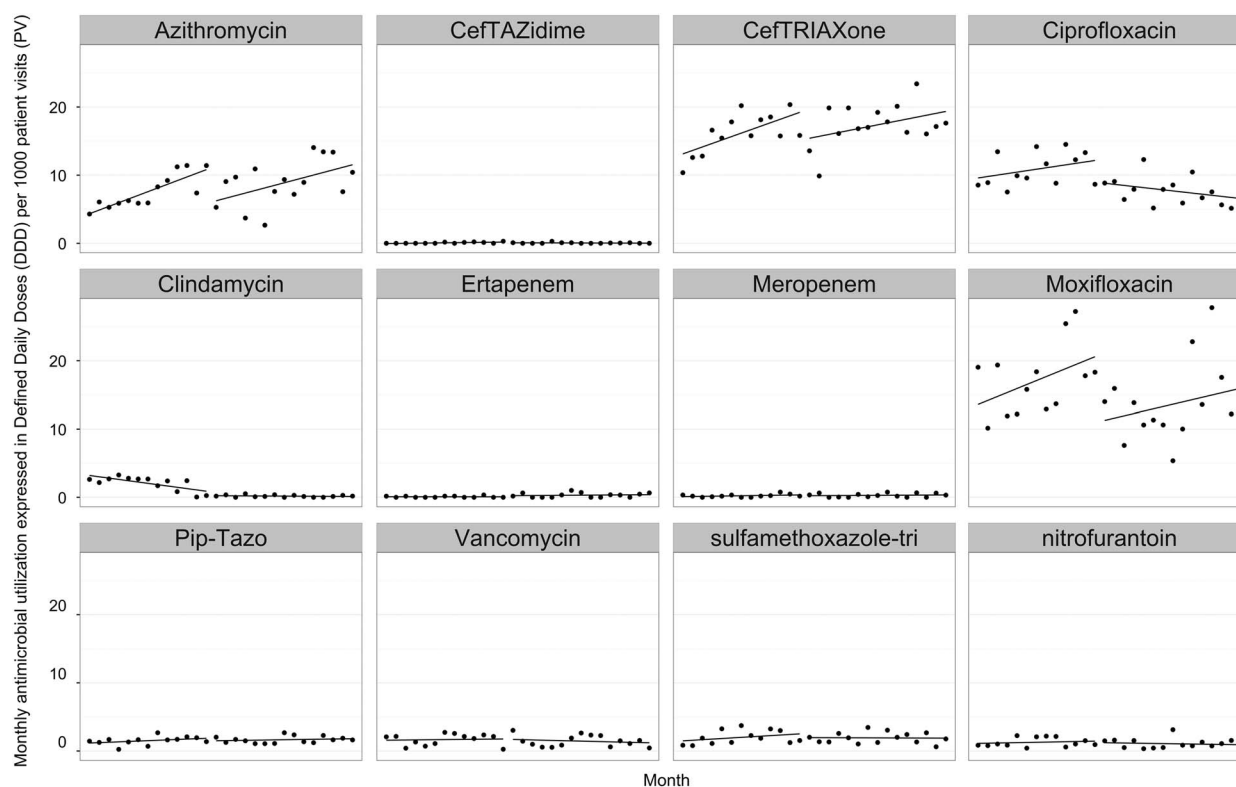 Monthly antimicrobial utilization expressed in Defined Daily Doses (DDD) per 1000 patient visits (PV)
Azithromycin
CefTAZidime
CefTRIAXone
Ciprofloxacin
20
10
0
Clindamycin
Ertapenem
Meropenem
Moxifloxacin
20
10
0
Pip-Tazo
Vancomycin
sulfamethoxazole-tri
nitrofurantoin
20
10
0
Month